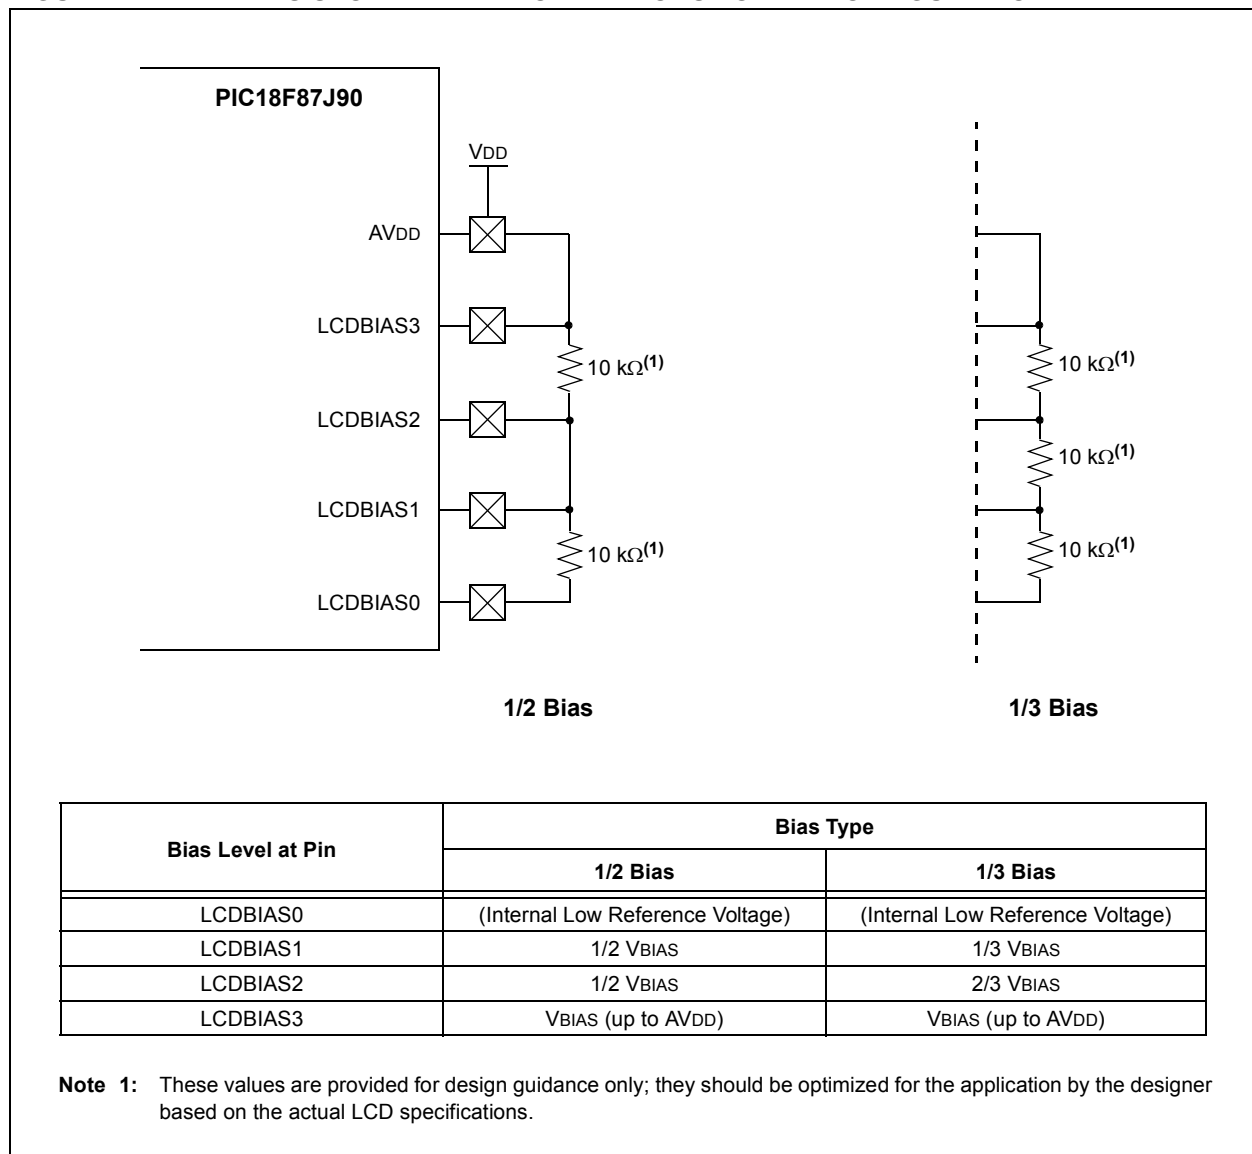 PIC18F87J90
VDD
AVDD
LCDBIAS3
10 kΩ(1)
LCDBIAS2
LCDBIAS1
10 kΩ(1)
LCDBIAS0
1/2 Bias
10 kΩ(1)
10 kΩ(1)
10 kΩ(1)
1/3 Bias
Bias Level at Pin
Bias Type
1/2 Bias
1/3 Bias
LCDBIAS0 (Internal Low Reference Voltage) (Internal Low Reference Voltage)
LCDBIAS1 1/2 VBIAS 1/3 VBIAS
LCDBIAS2 1/2 VBIAS 2/3 VBIAS
LCDBIAS3 VBIAS (up to AVDD) VBIAS (up to AVDD)
Note 1: These values are provided for design guidance only; they should be optimized for the application by the designer
based on the actual LCD specifications.